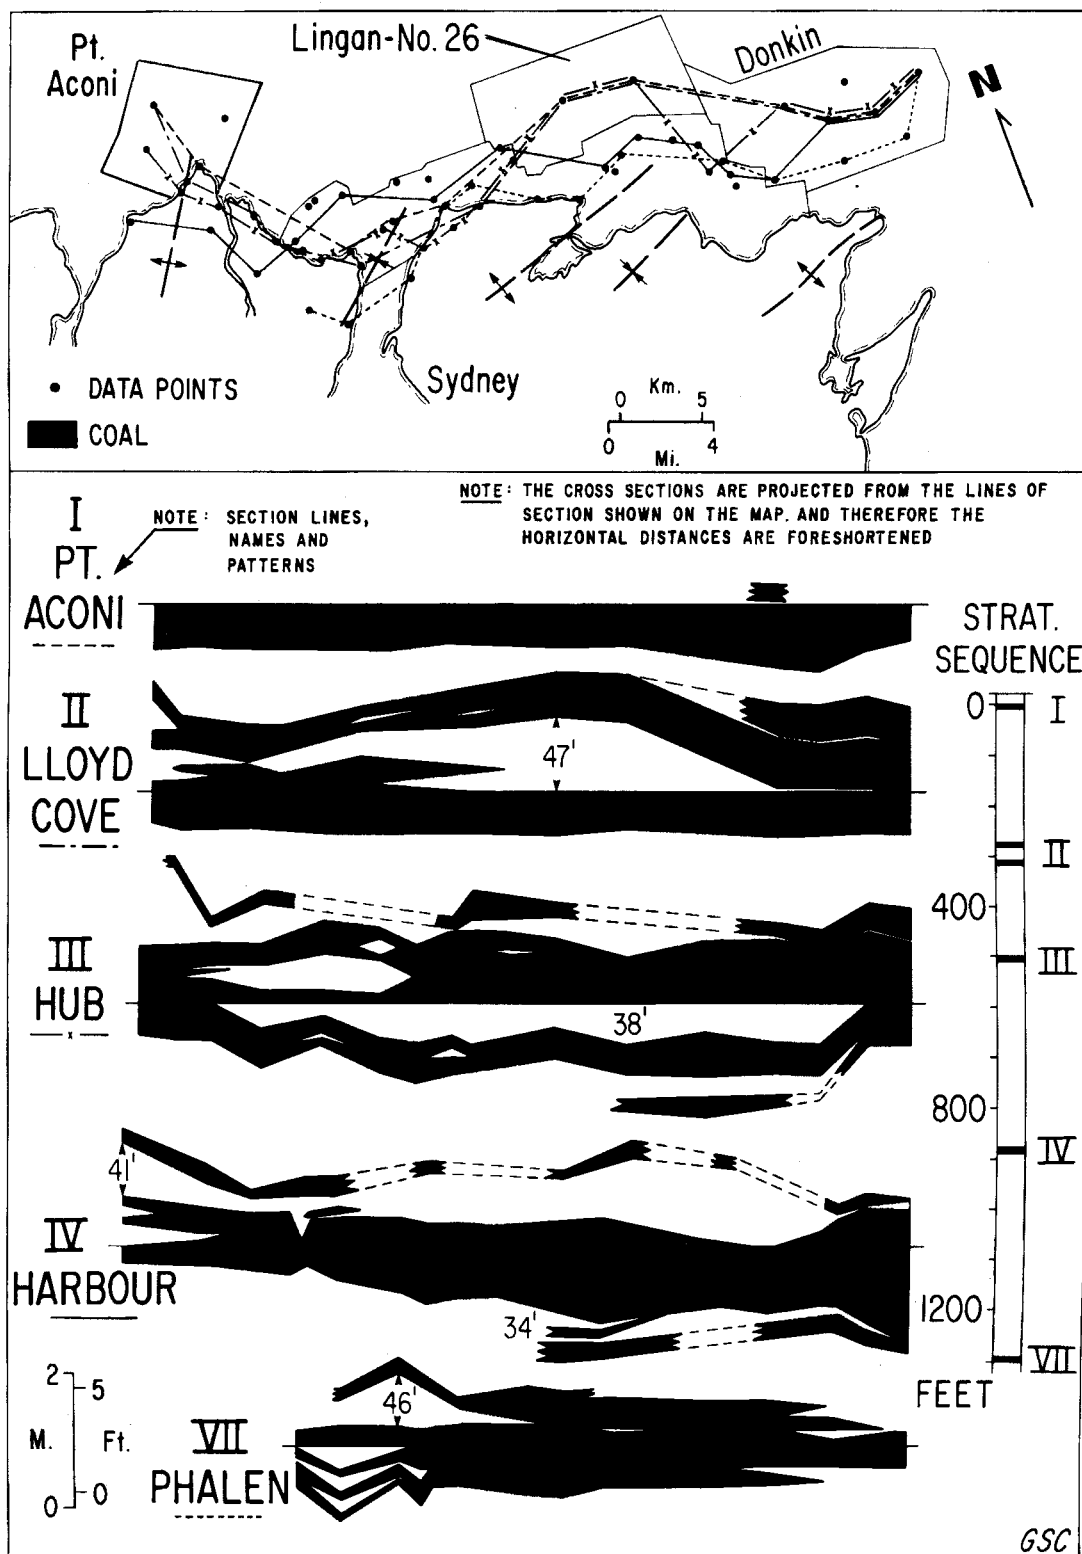 Pt.
Aconi
Lingan-No. 26
Donkin
N
Sydney
• DATA POINTS
COAL
0 Km. 5
0 Mi. 4
NOTE: SECTION LINES,
NAMES AND
PATTERNS
NOTE: THE CROSS SECTIONS ARE PROJECTED FROM THE LINES OF
SECTION SHOWN ON THE MAP. AND THEREFORE THE
HORIZONTAL DISTANCES ARE FORESHORTENED
I
PT.
ACONI
STRAT.
SEQUENCE
II
LLOYD
COVE
47'
III
HUB
x
38'
41'
IV
HARBOUR
34'
46'
VII
PHALEN
0
400
800
1200
I
II
III
IV
VII
FEET
2
5
M. Ft.
0
0
GSC